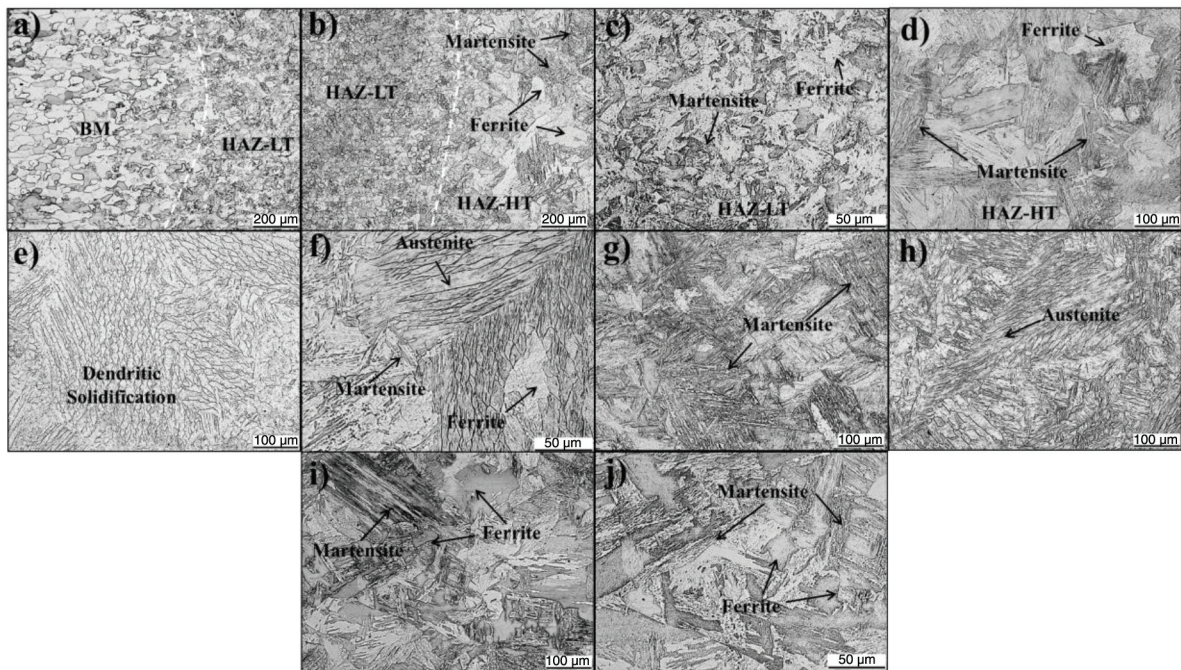 a)
BM
HAZ-LT
200 μm
b)
Martensite
HAZ-LT
Ferrite
HAZ-HT
200 μm
c)
Ferrite
Martensite
HAZ-LT
50 μm
d)
Ferrite
Martensite
HAZ-HT
100 μm
e)
Dendritic
Solidification
100 μm
f)
Austenite
Martensite
Ferrite
50 μm
g)
Martensite
100 μm
h)
Austenite
100 μm
i)
Ferrite
Martensite
100 μm
j)
Martensite
Ferrite
50 μm